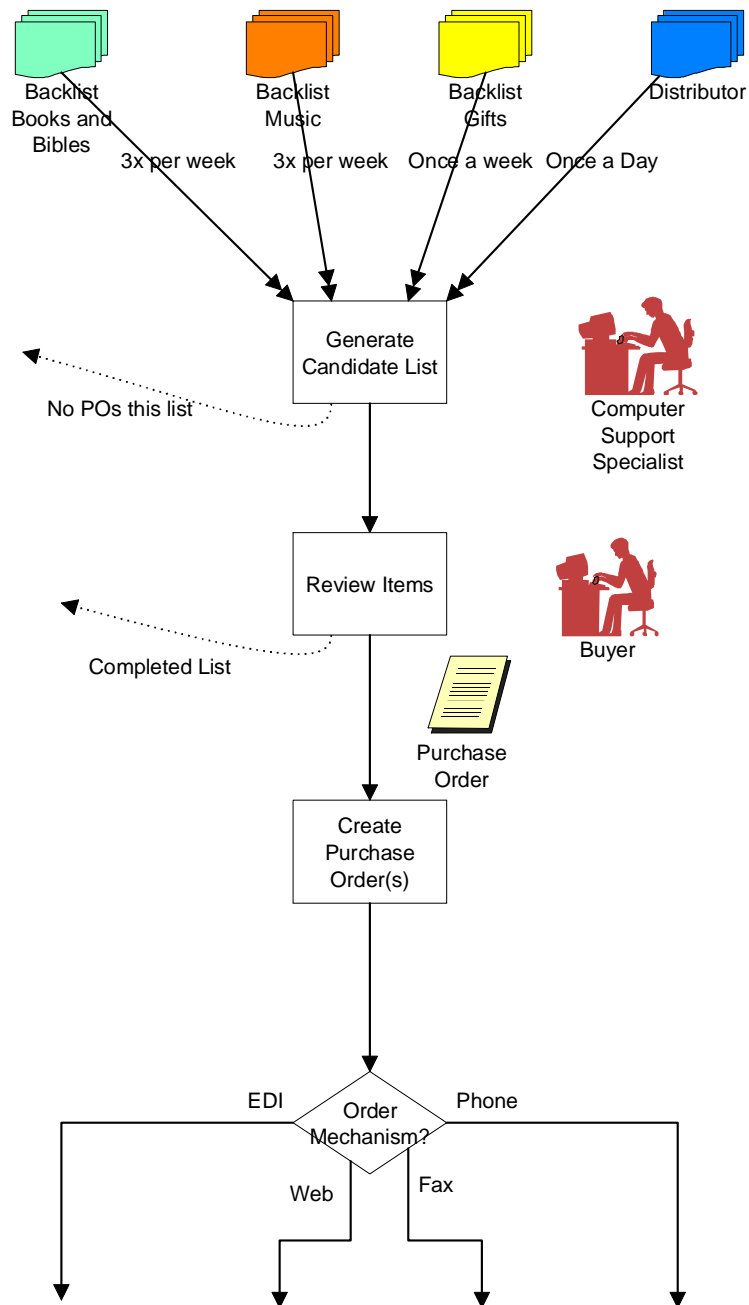 Backlist
Books and
Bibles
Backlist
Music
Backlist
Gifts
Distributor
3x per week
3x per week
Once a week
Once a Day
Generate
Candidate List
No POs this list
Computer
Support
Specialist
Review Items
Completed List
Buyer
Purchase
Order
Create
Purchase
Order(s)
EDI
Order
Mechanism?
Phone
Web
Fax